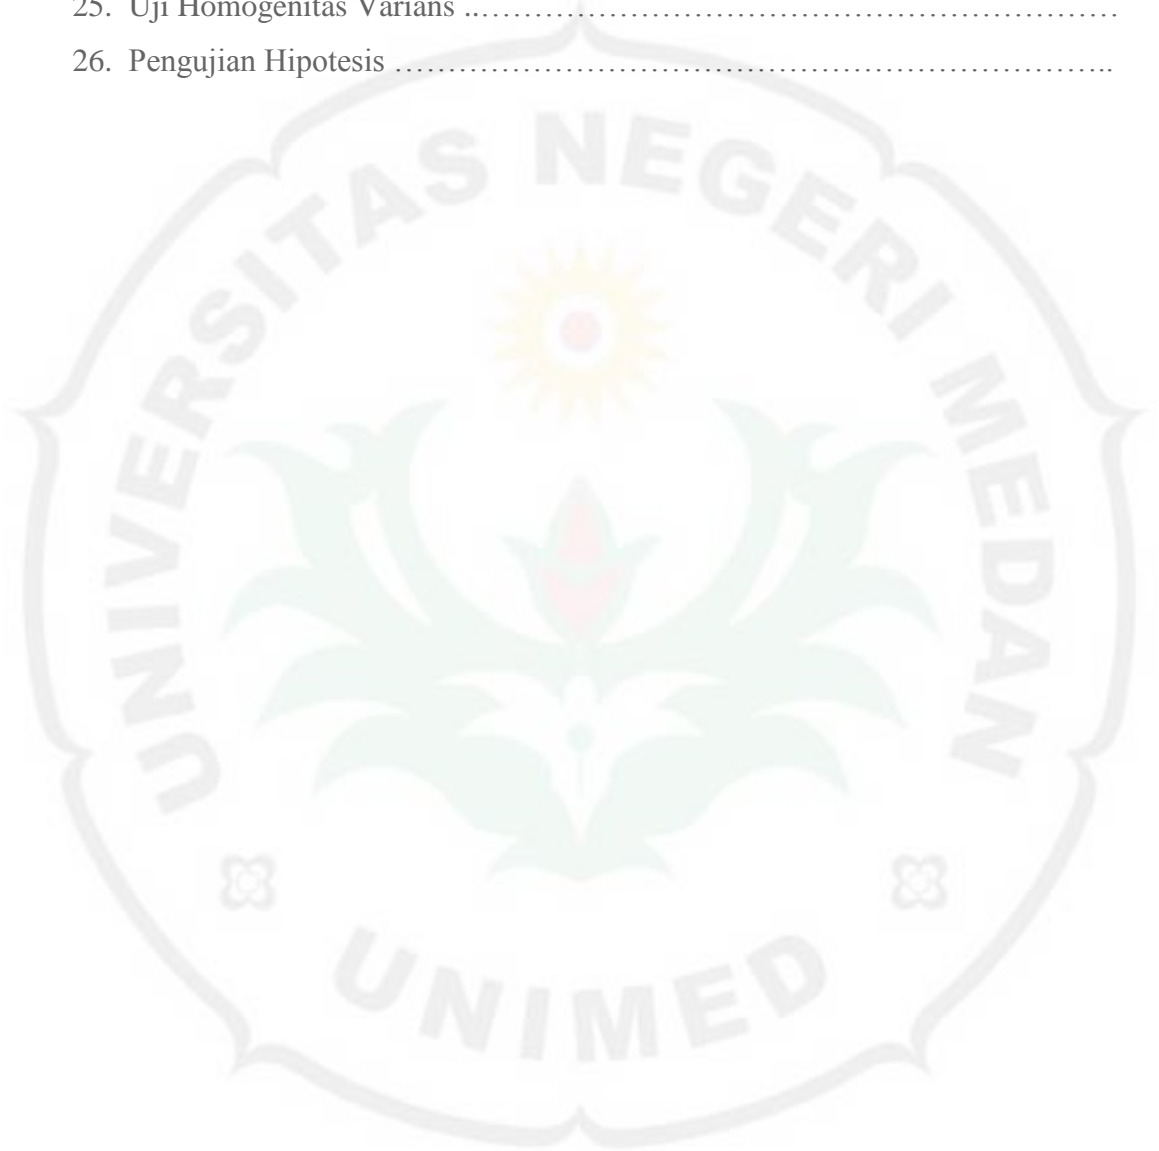 25. Uji Homogenitas Varians ..……………………………………………………
26. Pengujian Hipotesis …………………………………………………………..
UNIVERSITAS NEGERI MEDAN
UNIMED